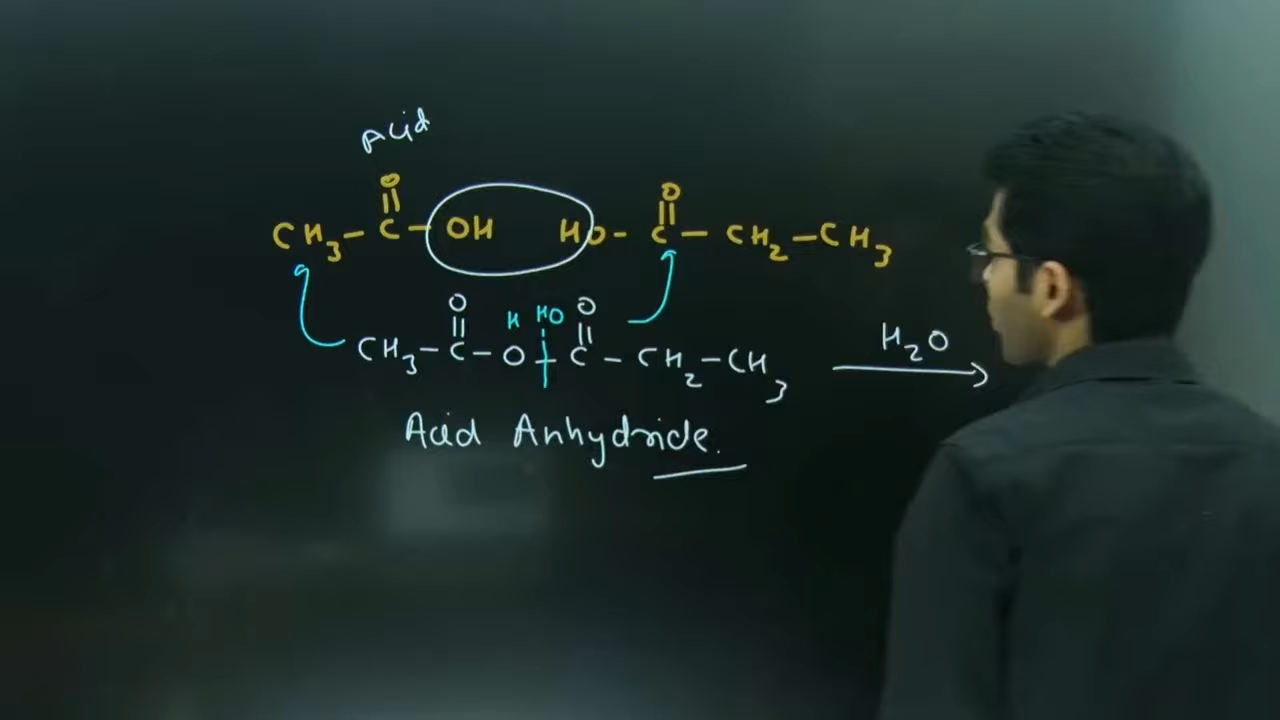 Acid
O O
CH3 – C – OH HO – C – CH2 – CH3
O H HO O
CH3 – C – O – C – CH2 – CH3
H2O
Acid Anhydride.